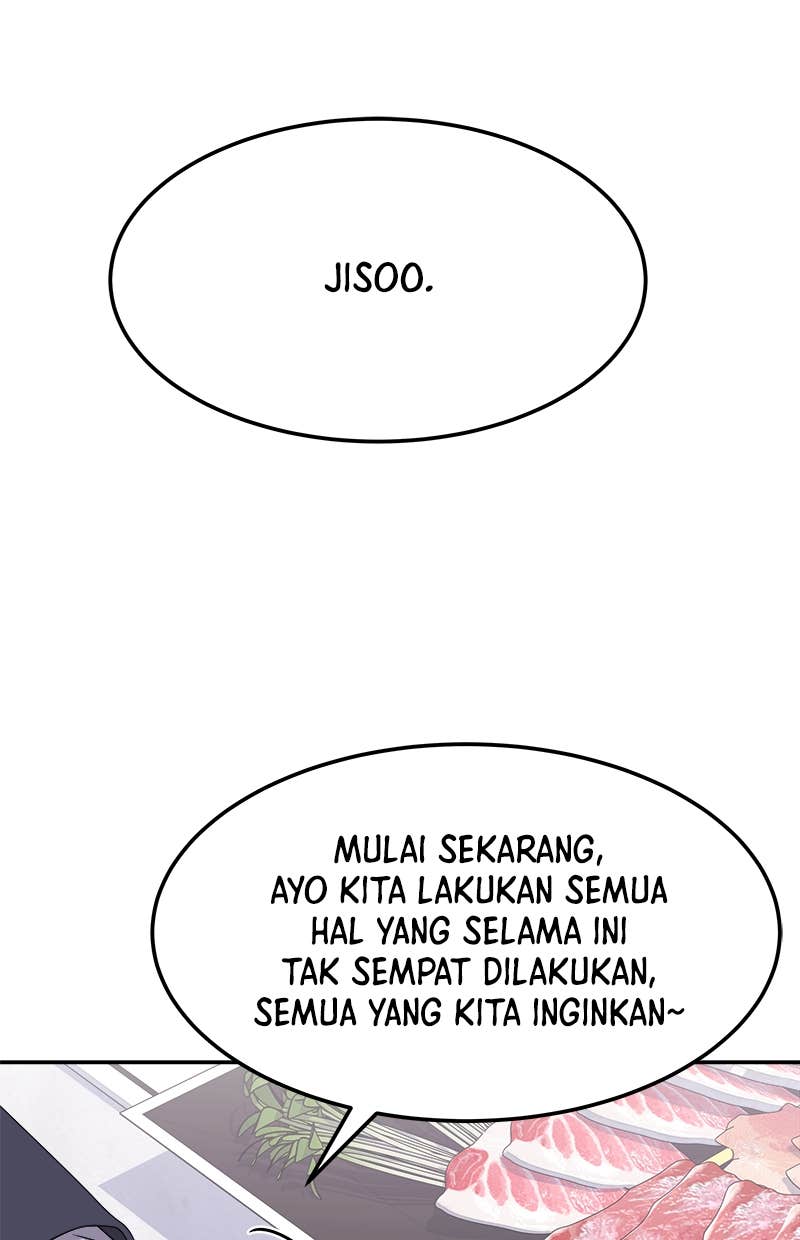 JISOO.
MULAI SEKARANG,
AYO KITA LAKUKAN SEMUA
HAL YANG SELAMA INI
TAK SEMPAT DILAKUKAN,
SEMUA YANG KITA INGINKAN~